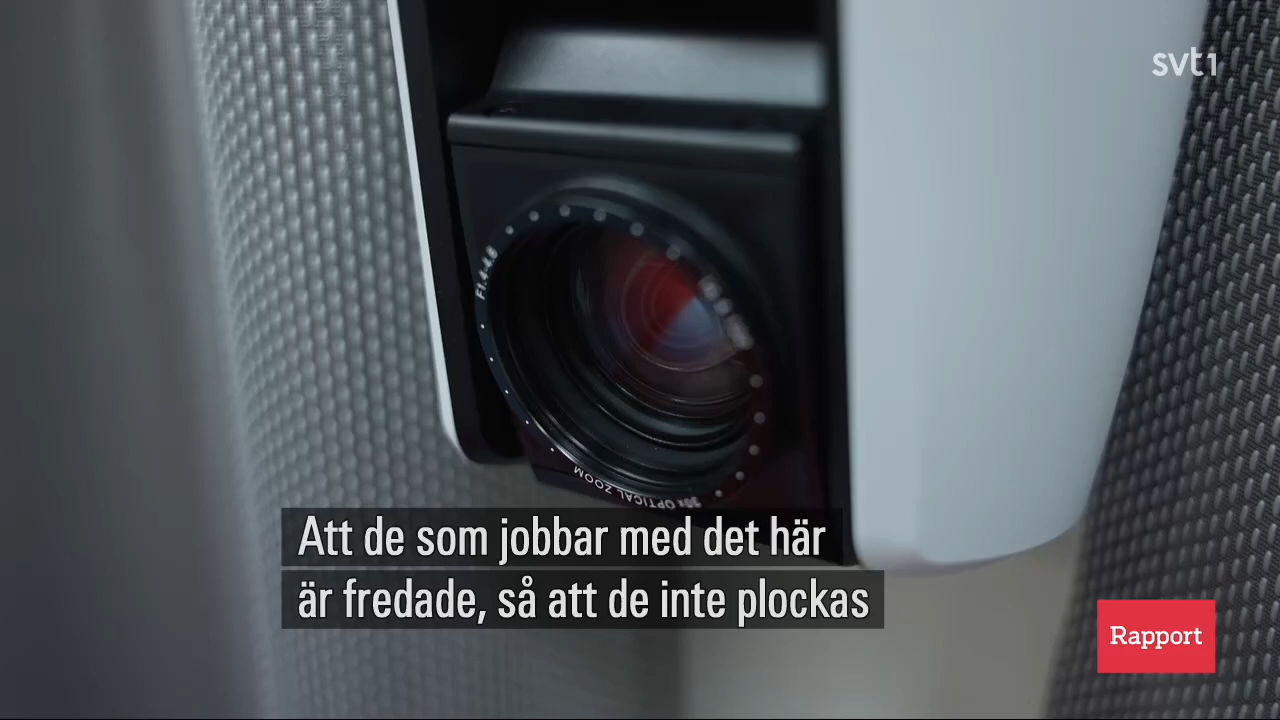 svt1
F1.4-4.8
30x OPTICAL ZOOM
Att de som jobbar med det här
är fredade, så att de inte plockas
Rapport